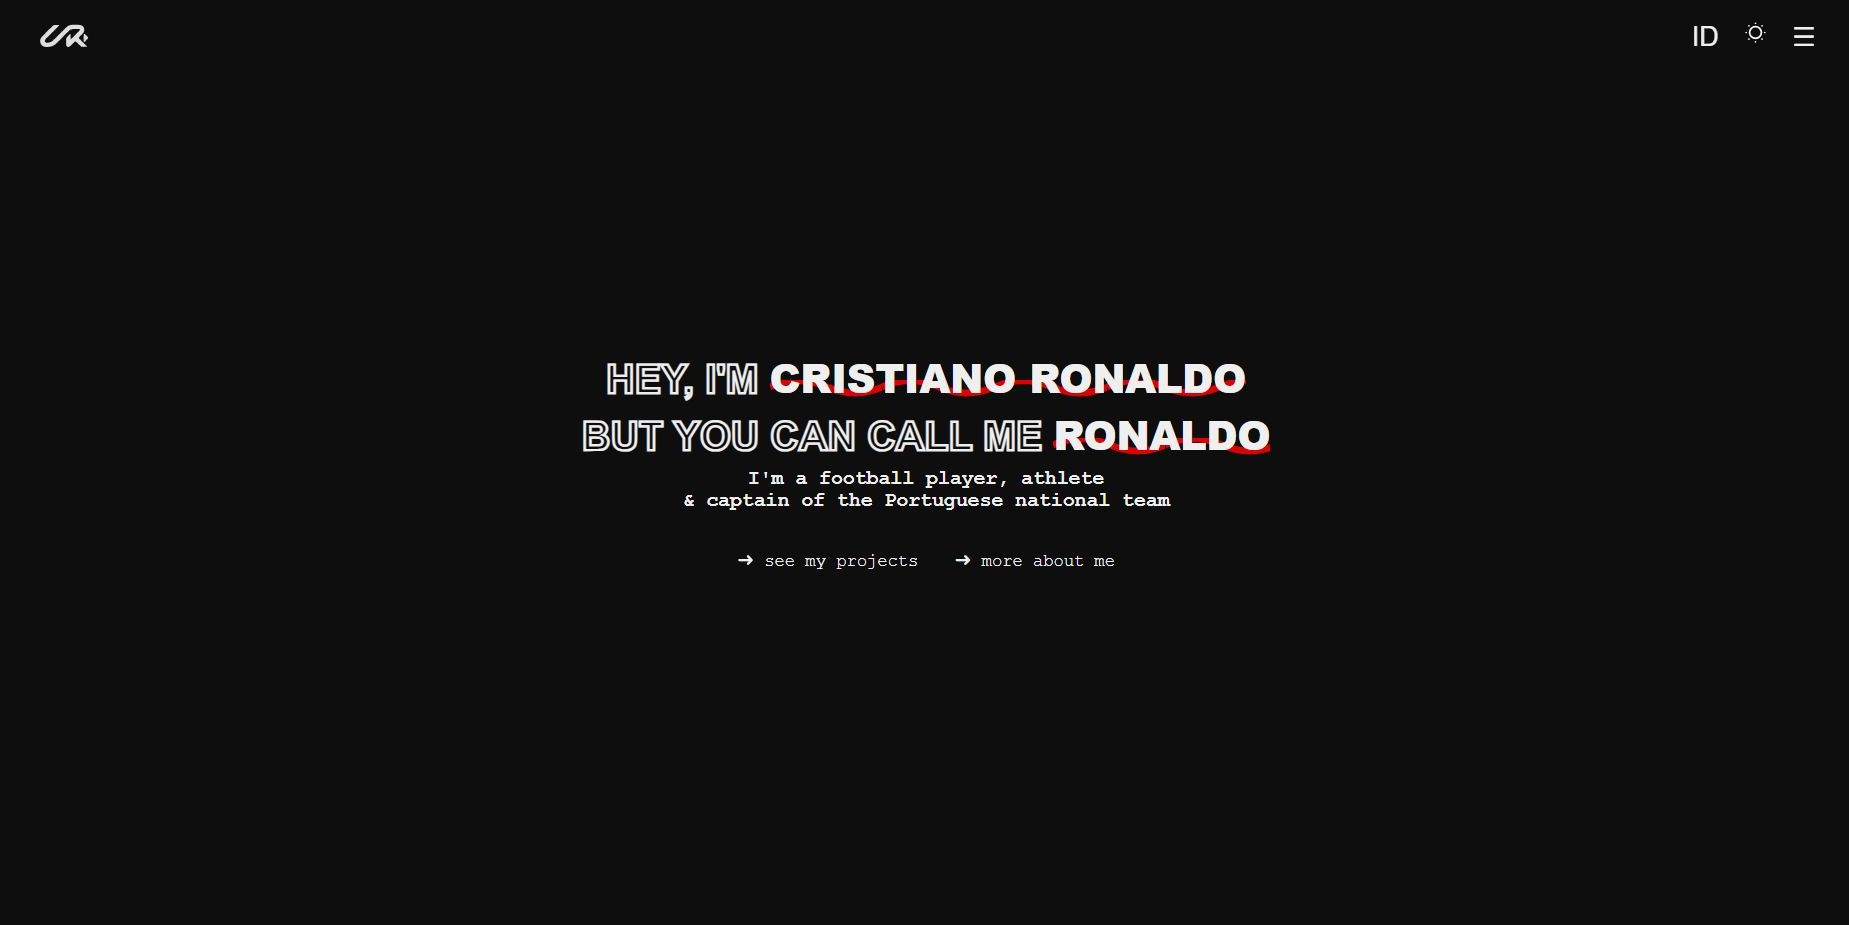 ID
HEY, I'M CRISTIANO RONALDO
BUT YOU CAN CALL ME RONALDO
I'm a football player, athlete
& captain of the Portuguese national team
→ see my projects → more about me